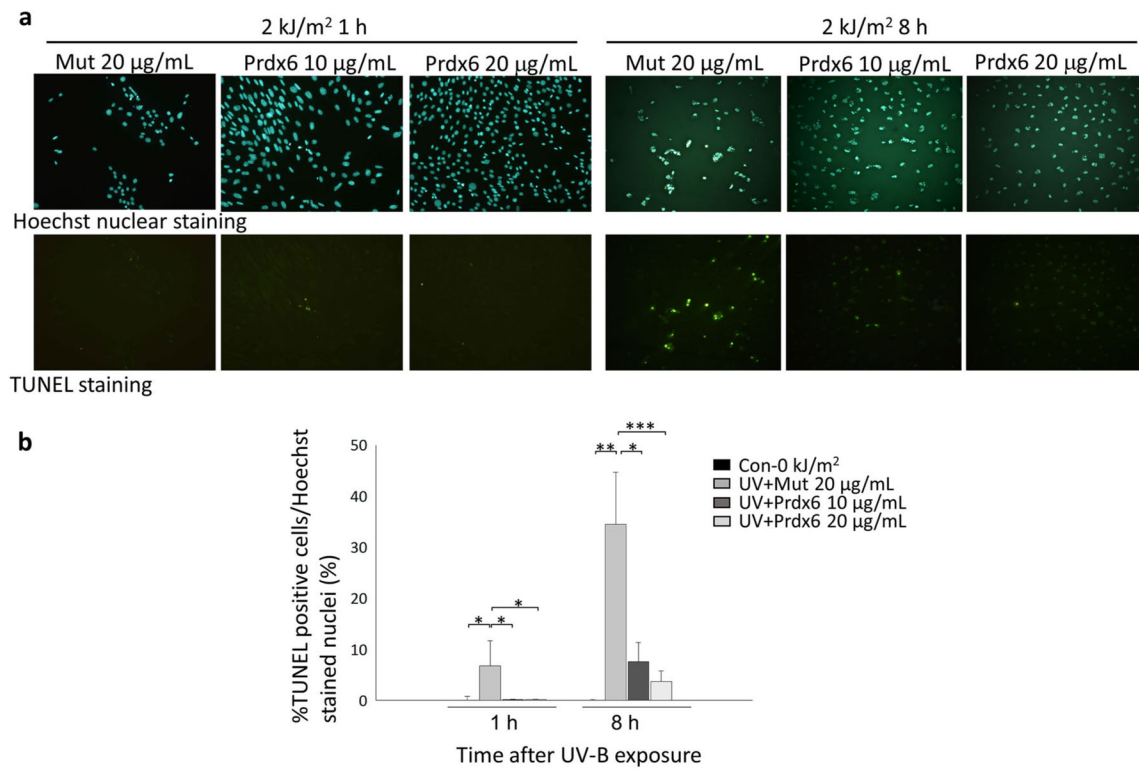 a
2 kJ/m² 1 h
2 kJ/m² 8 h
Mut 20 µg/mL
Prdx6 10 µg/mL
Prdx6 20 µg/mL
Mut 20 µg/mL
Prdx6 10 µg/mL
Prdx6 20 µg/mL
Hoechst nuclear staining
TUNEL staining
b
%TUNEL positive cells/Hoechst
stained nuclei (%)
50
40
30
20
10
0
*
*
*
**
*
***
Con-0 kJ/m²
UV+Mut 20 µg/mL
UV+Prdx6 10 µg/mL
UV+Prdx6 20 µg/mL
1 h
8 h
Time after UV-B exposure